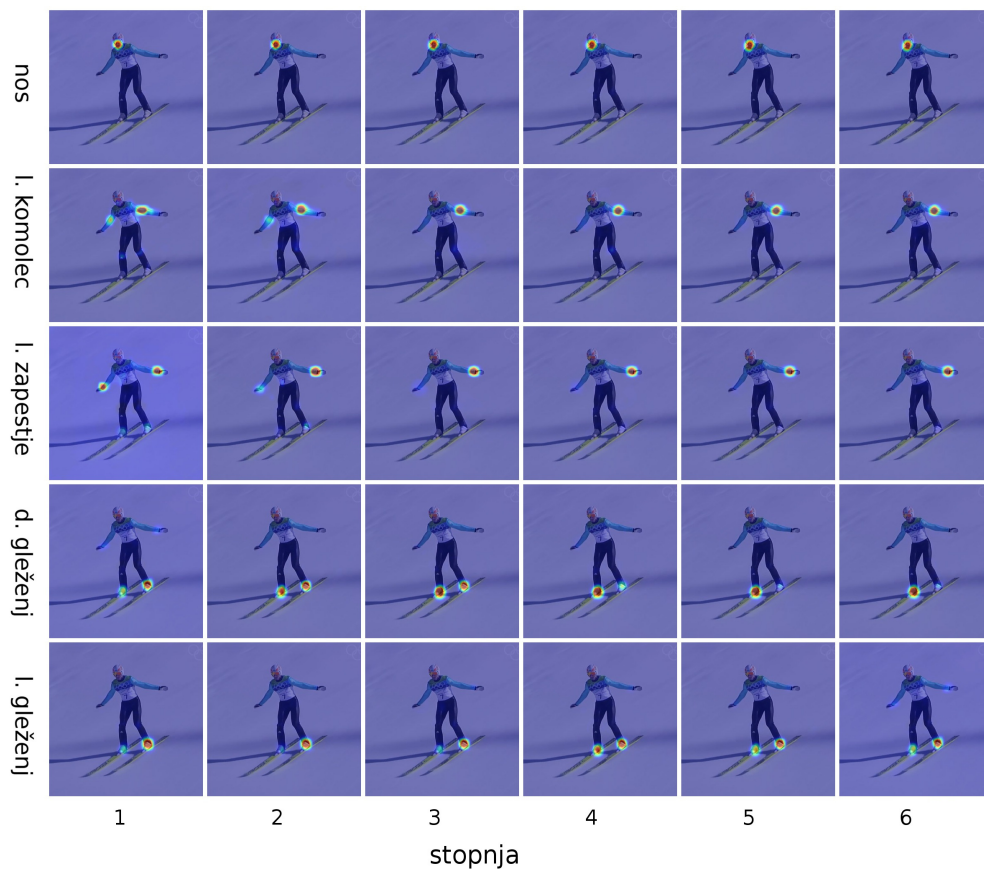 nos
l. komolec
l. zapestje
d. gleženj
l. gleženj
1 2 3 4 5 6
stopnja